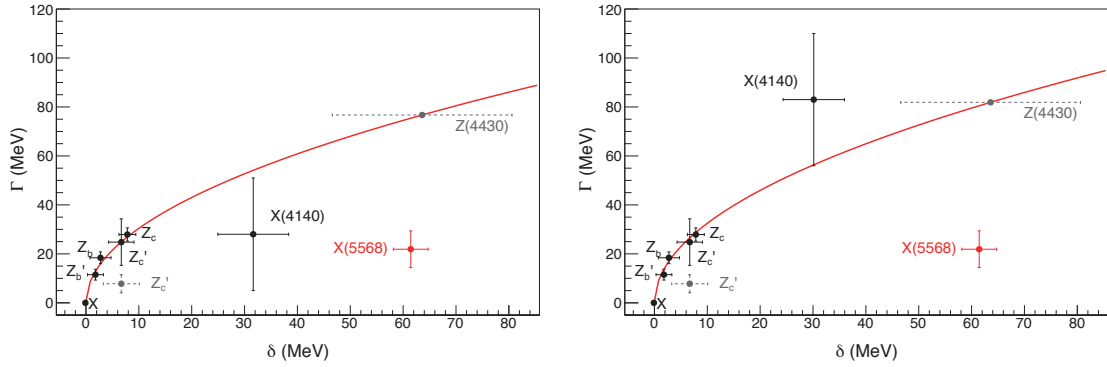 120
100
80
60
40
20
0
Γ (MeV)
Z(4430)
X(4140)
X(5568)
Z_c
Z_b
Z_c'
Z_b'
Z_c'
X
0 10 20 30 40 50 60 70 80
δ (MeV)
120
100
80
60
40
20
0
Γ (MeV)
X(4140)
Z(4430)
X(5568)
Z_c
Z_b
Z_c'
Z_b'
Z_c'
X
0 10 20 30 40 50 60 70 80
δ (MeV)